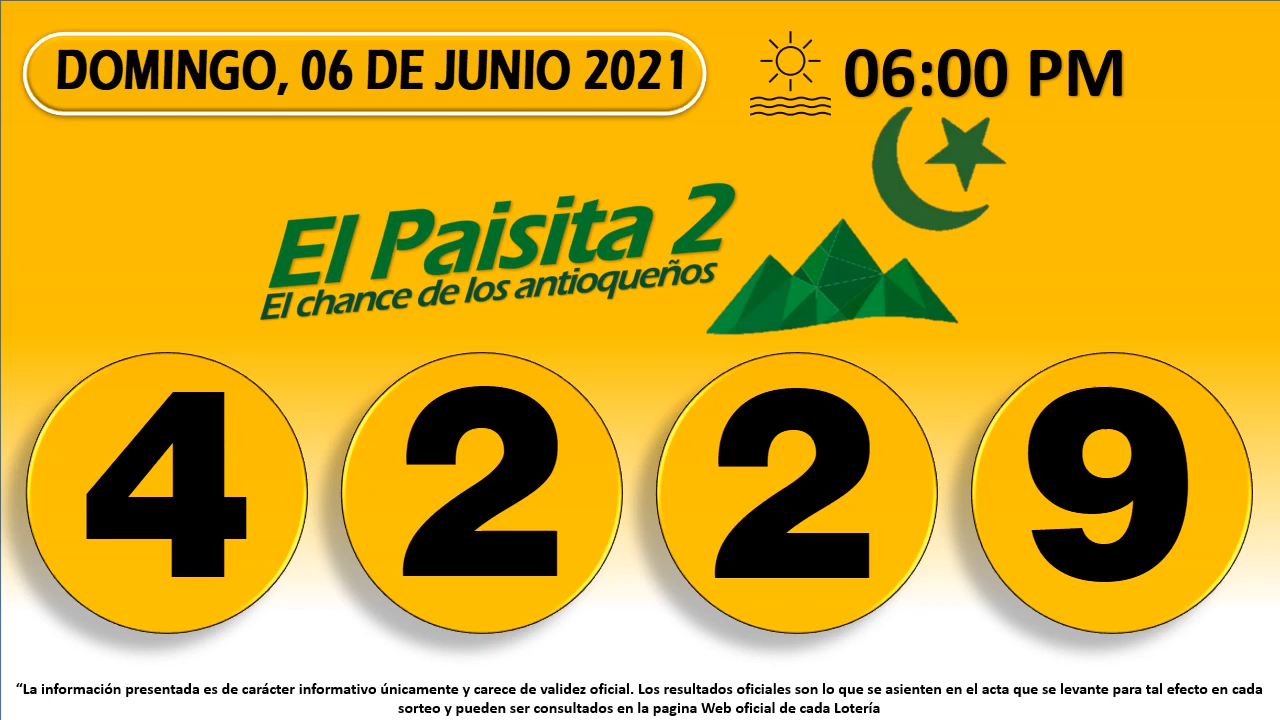 DOMINGO, 06 DE JUNIO 2021
06:00 PM
El Paisita 2
El chance de los antioqueños
4 2 2 9
“La información presentada es de carácter informativo únicamente y carece de validez oficial. Los resultados oficiales son lo que se asienten en el acta que se levante para tal efecto en cada
sorteo y pueden ser consultados en la pagina Web oficial de cada Lotería